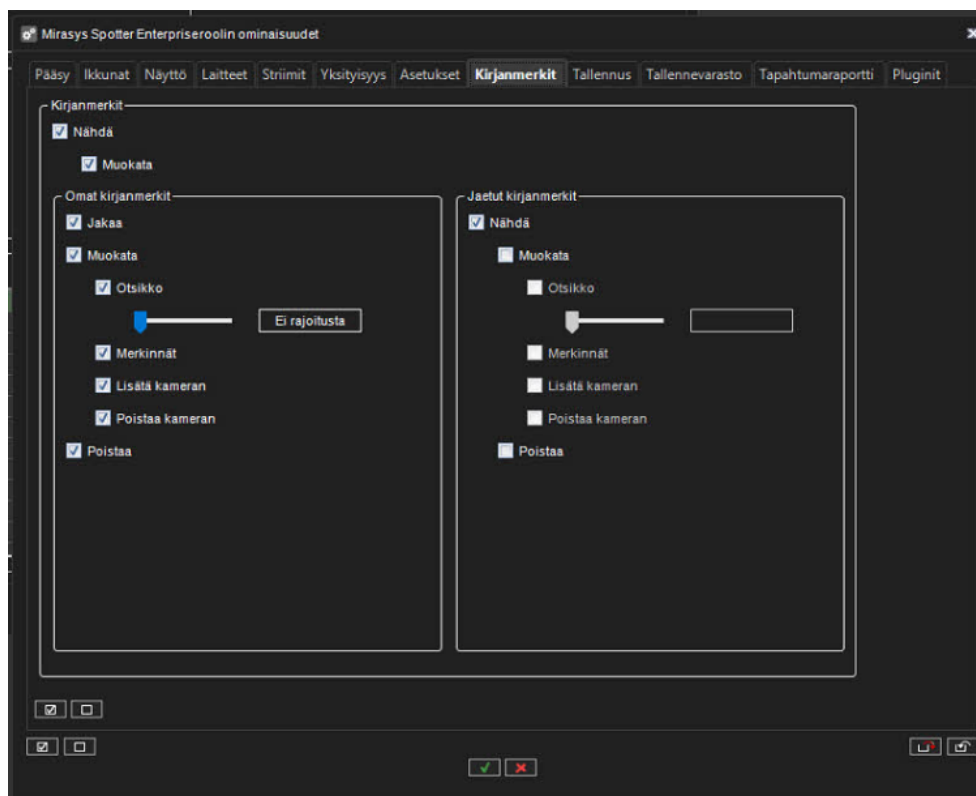 Mirasys Spotter Enterpriseroolin ominaisuudet
Pääsy Ikkunat Näyttö Laitteet Striimit Yksityisyys Asetukset Kirjanmerkit Tallennus Tallennevarasto Tapahtumaraportti Pluginit
Kirjanmerkit
Nähdä
Muokata
Omat kirjanmerkit
Jakaa
Muokata
Otsikko
Ei rajoitusta
Merkinnät
Lisätä kameran
Poistaa kameran
Poistaa
Jaetut kirjanmerkit
Nähdä
Muokata
Otsikko
Merkinnät
Lisätä kameran
Poistaa kameran
Poistaa